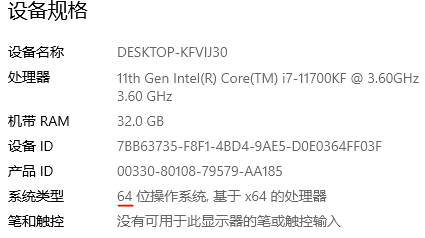 设备规格
设备名称 DESKTOP-KFVIJ30
处理器 11th Gen Intel(R) Core(TM) i7-11700KF @ 3.60GHz
3.60 GHz
机带 RAM 32.0 GB
设备 ID 7BB63735-F8F1-4BD4-9AE5-D0E0364FF03F
产品 ID 00330-80108-79579-AA185
系统类型 64 位操作系统, 基于 x64 的处理器
笔和触控 没有可用于此显示器的笔或触控输入